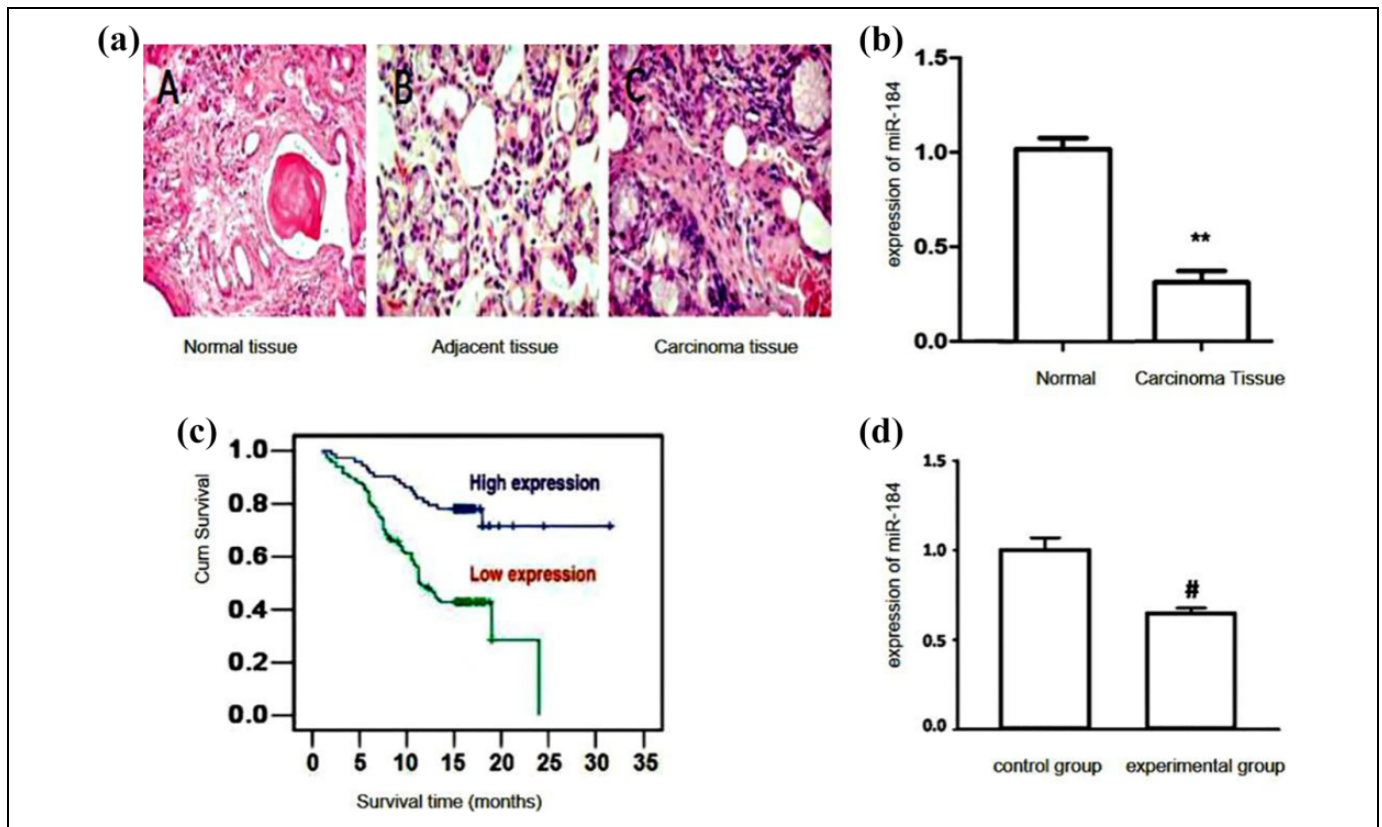 (a)
A
B
C
Normal tissue
Adjacent tissue
Carcinoma tissue
(b)
expression of miR-184
1.5
1.0
0.5
0.0
**
Normal
Carcinoma Tissue
(c)
Cum Survival
1.0
0.8
0.6
0.4
0.2
0.0
High expression
Low expression
0 5 10 15 20 25 30 35
Survival time (months)
(d)
expression of miR-184
1.5
1.0
0.5
0.0
#
control group
experimental group